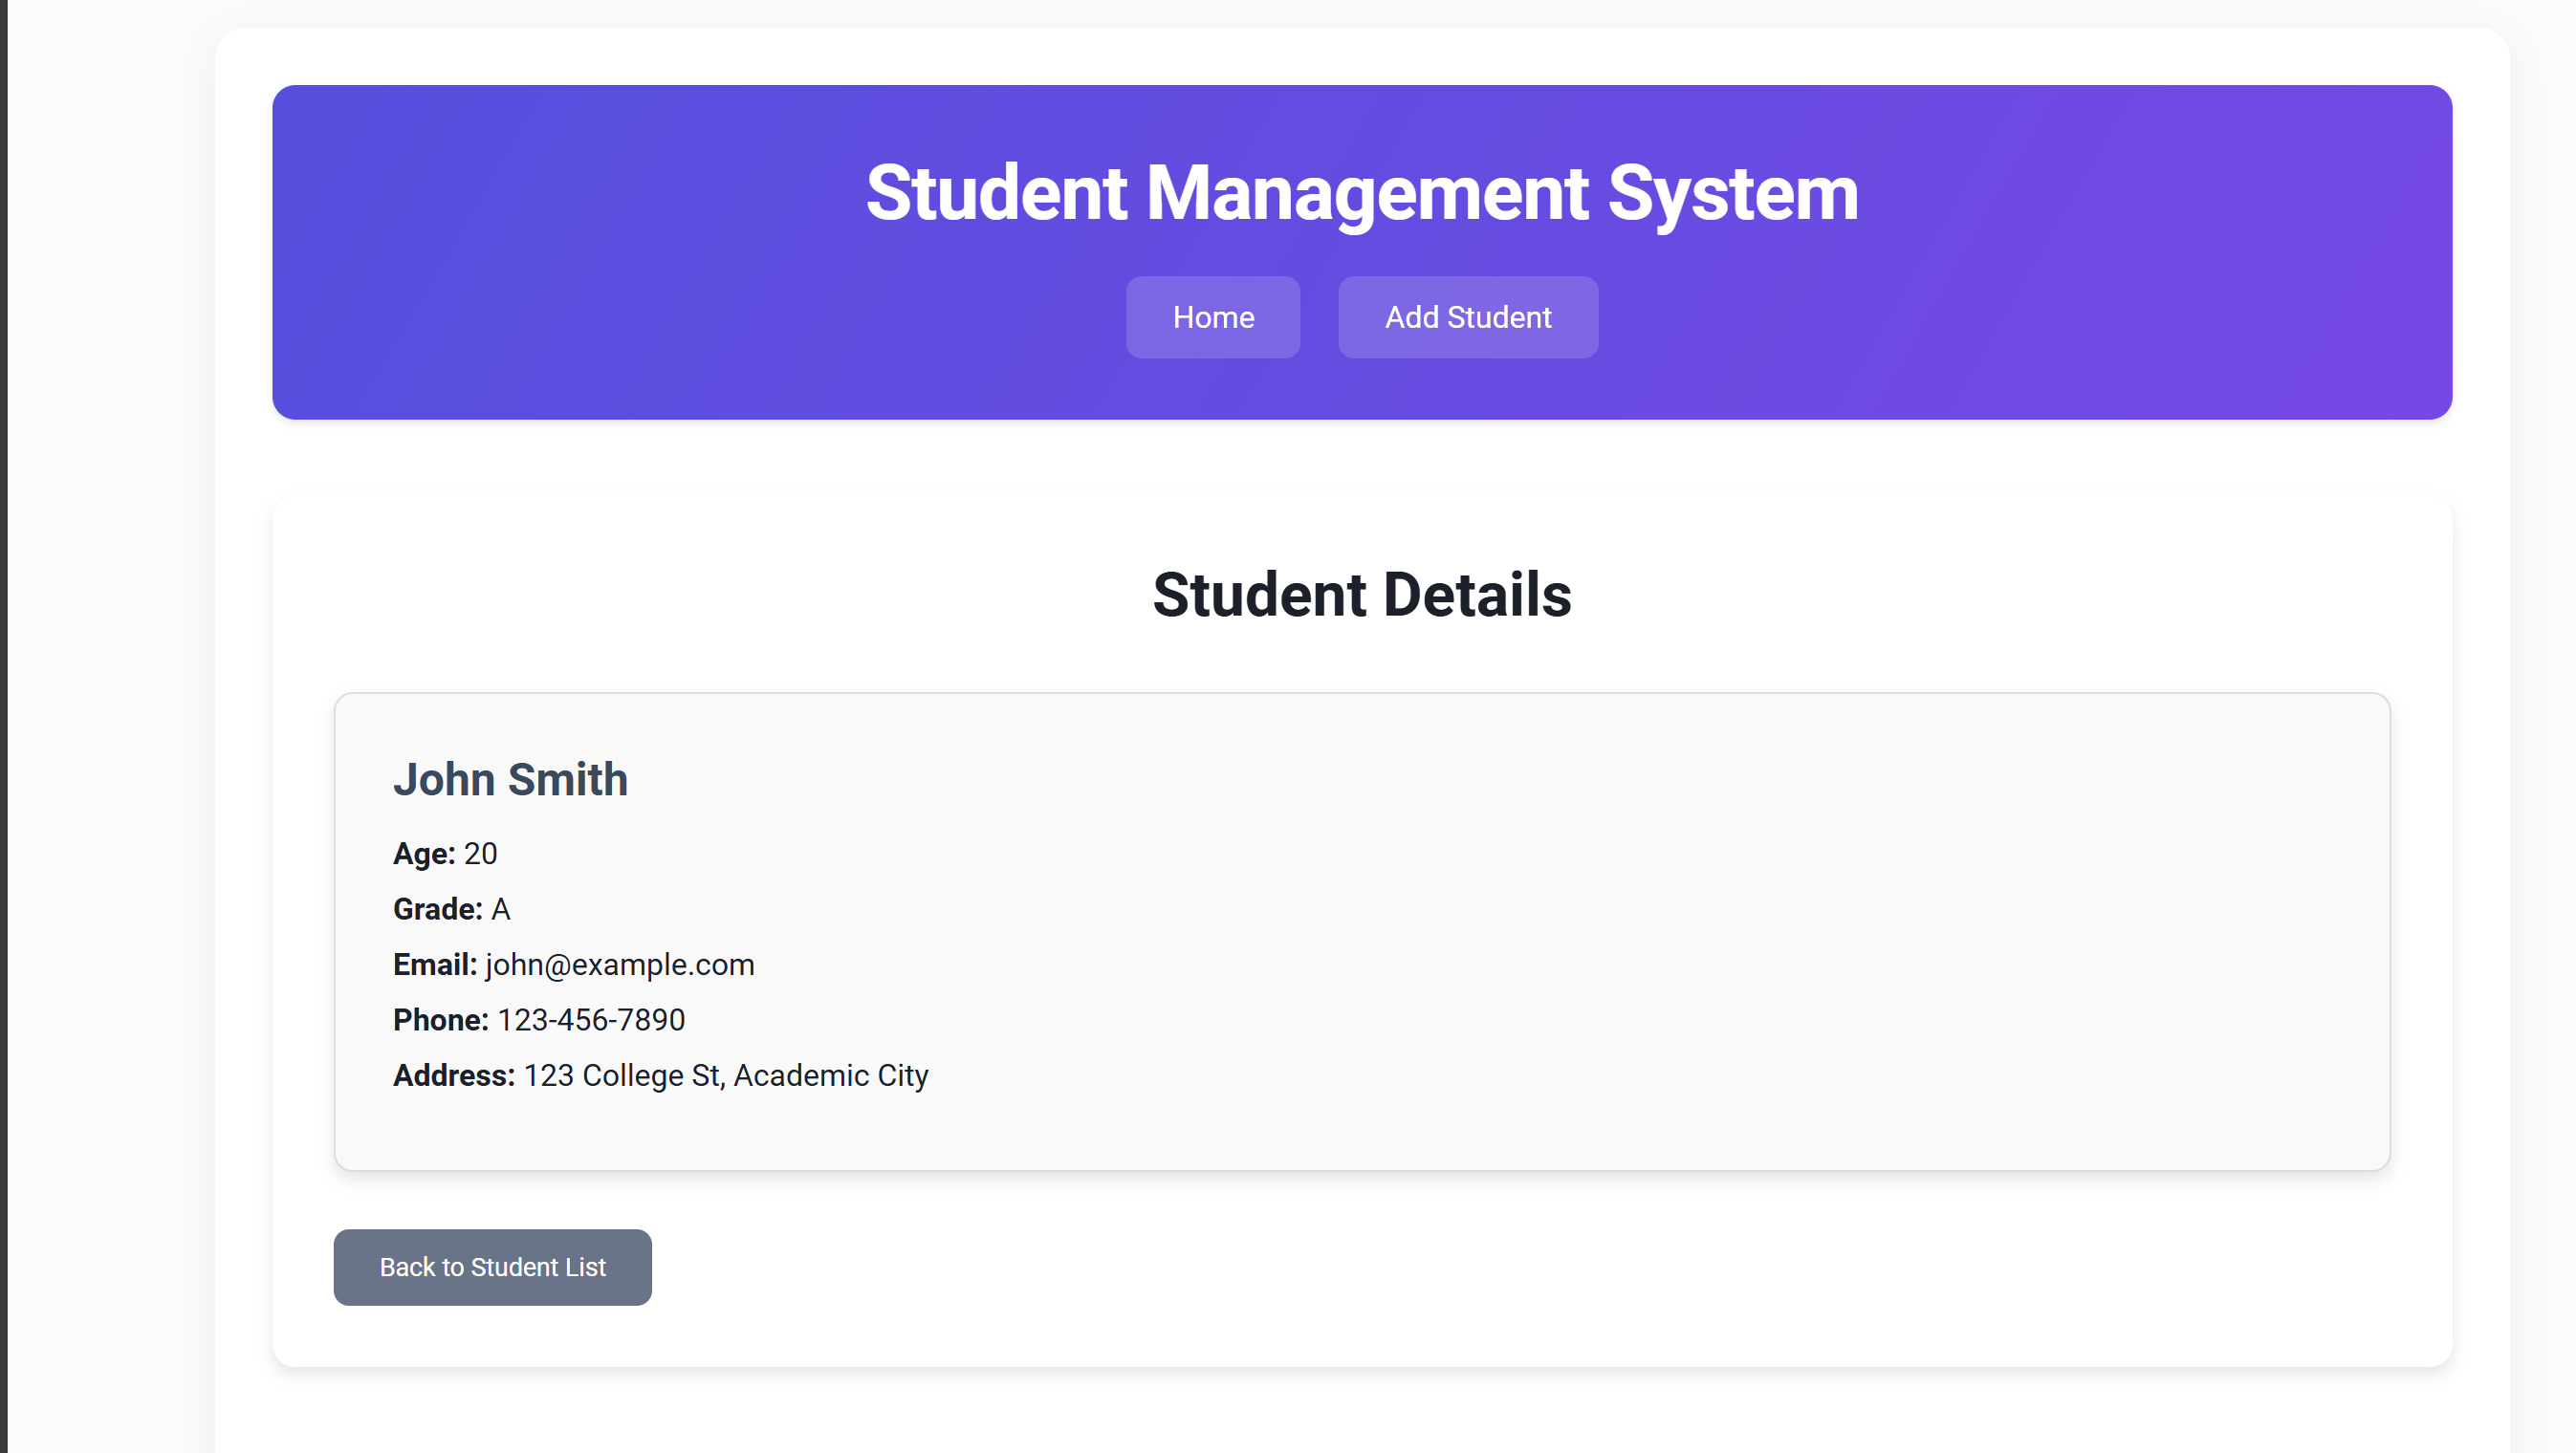 Student Management System
Home
Add Student
Student Details
John Smith
Age: 20
Grade: A
Email: john@example.com
Phone: 123-456-7890
Address: 123 College St, Academic City
Back to Student List